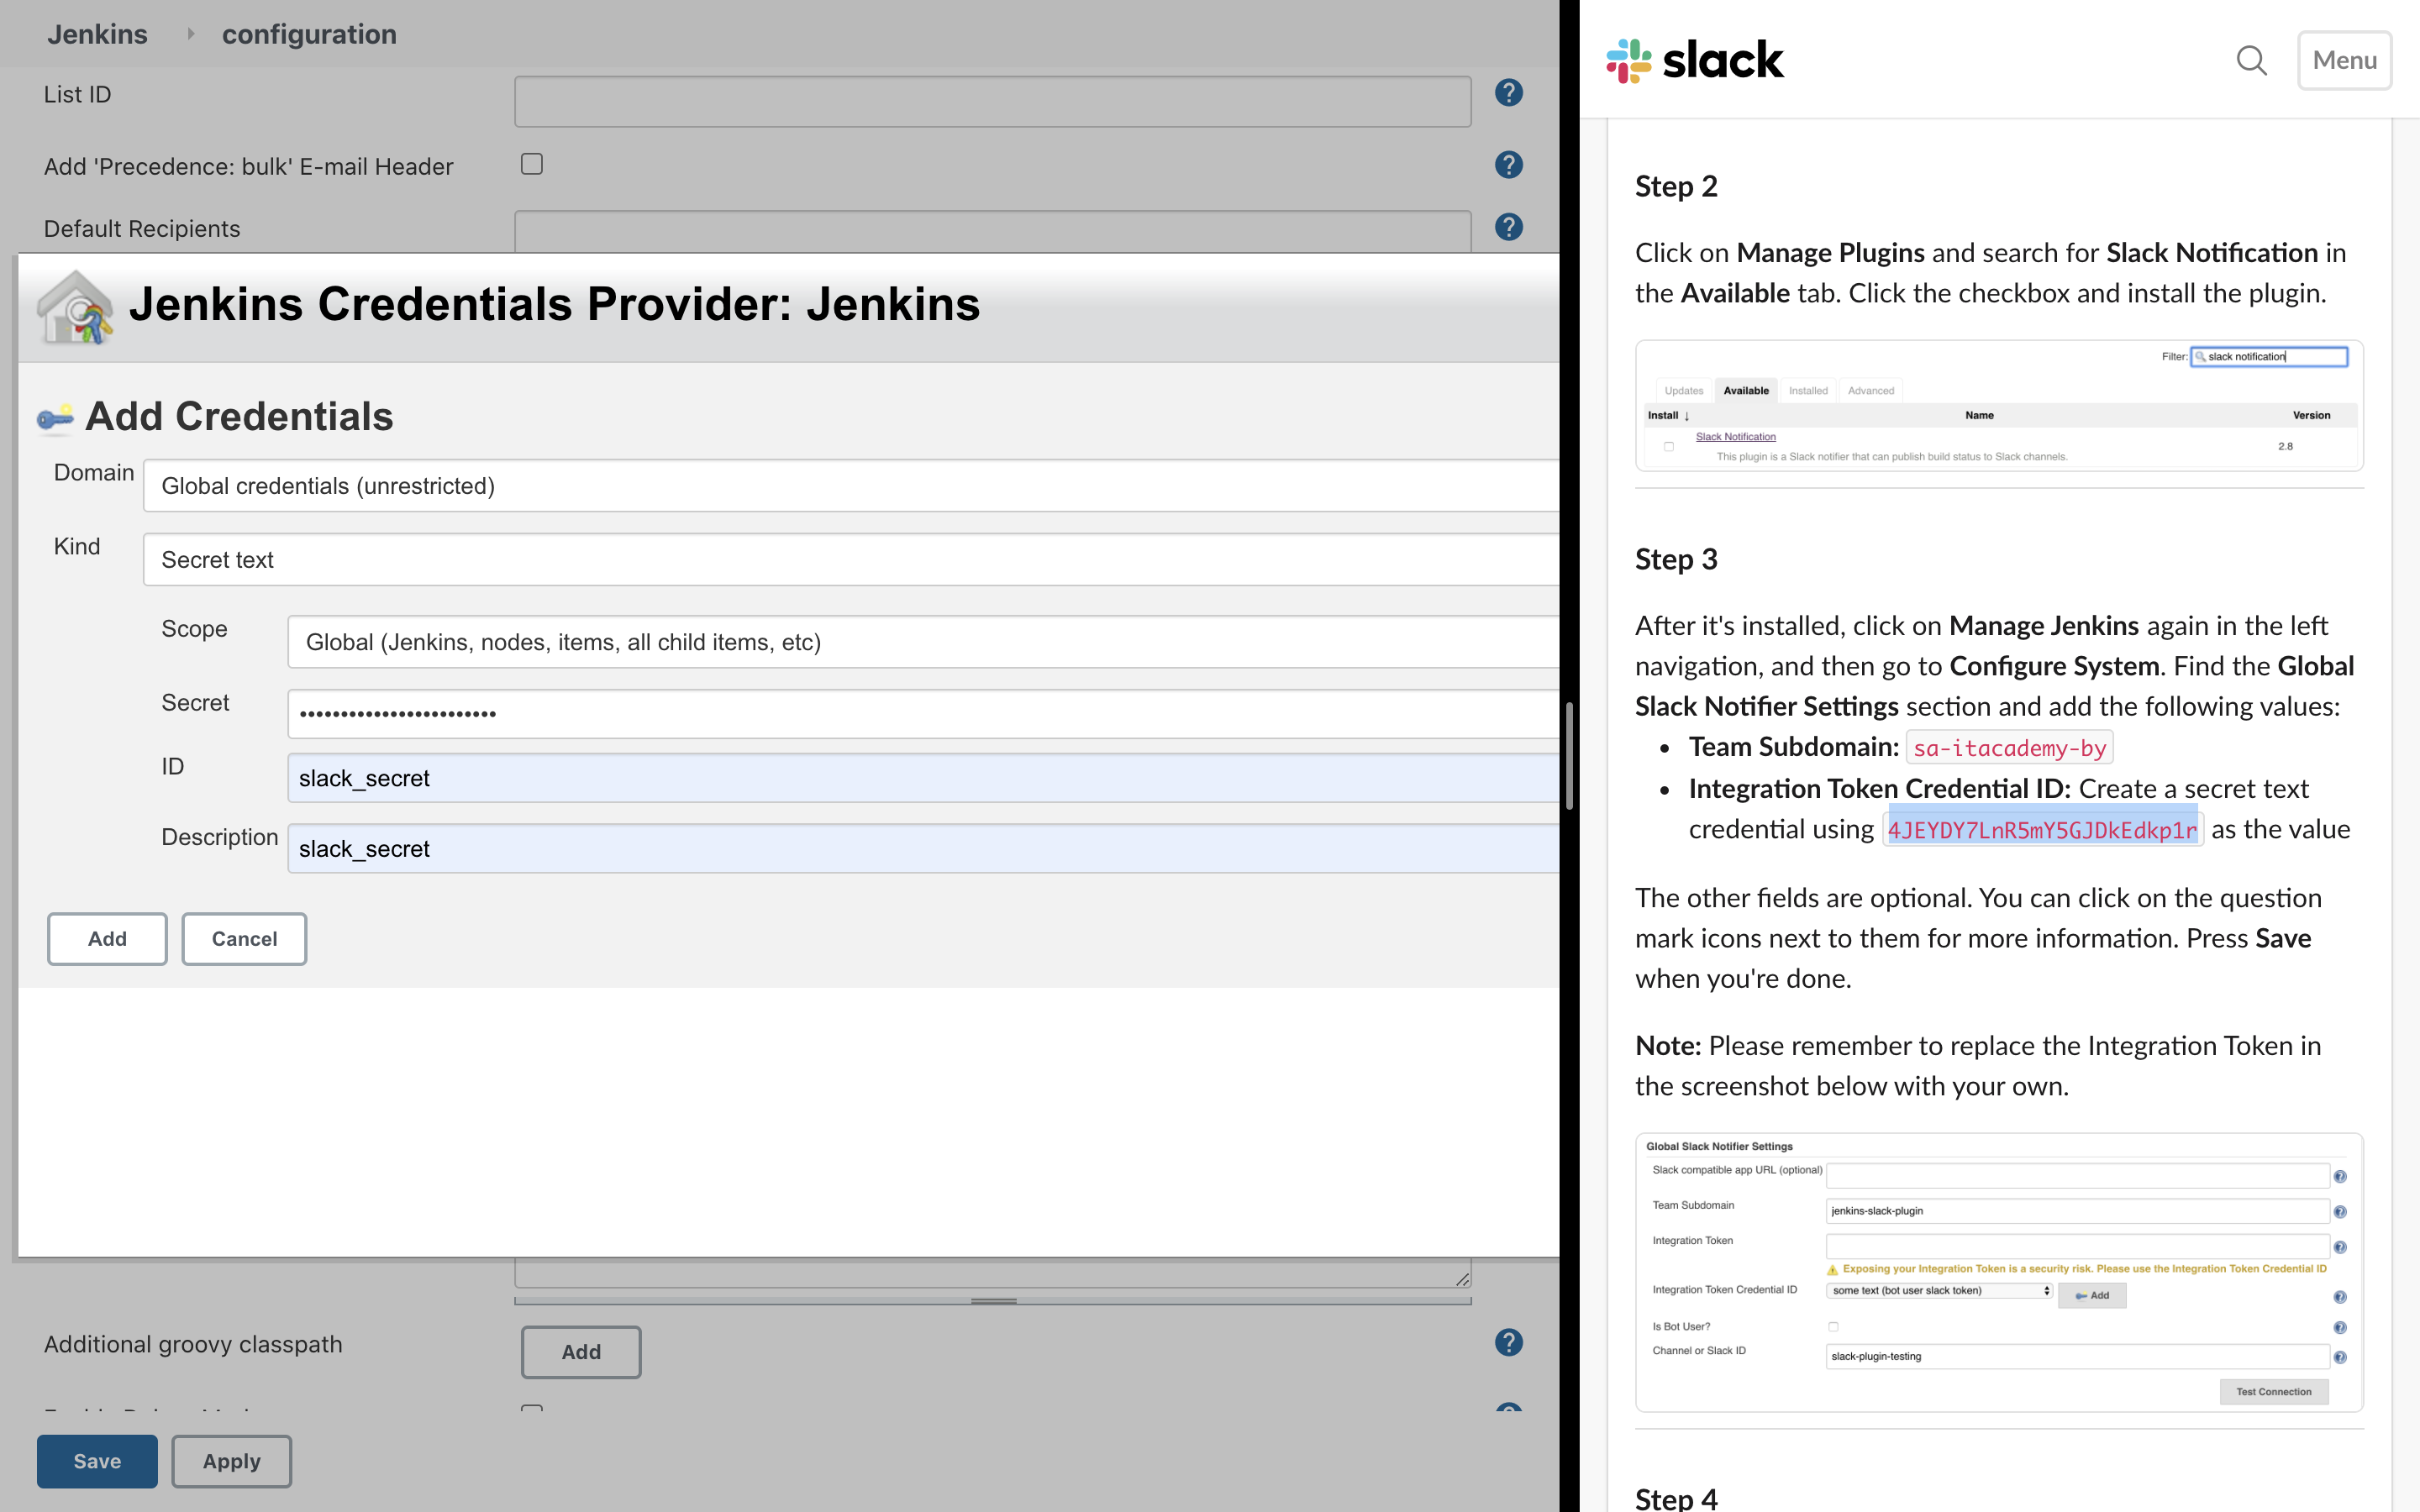 Jenkins configuration
List ID
Add 'Precedence: bulk' E-mail Header
Default Recipients
Jenkins Credentials Provider: Jenkins
Add Credentials
Domain
Global credentials (unrestricted)
Kind
Secret text
Scope
Global (Jenkins, nodes, items, all child items, etc)
Secret
••••••••••••••••••••••••
ID
slack_secret
Description
slack_secret
Add Cancel
Additional groovy classpath
Add
Save Apply
slack
Menu
Step 2
Click on Manage Plugins and search for Slack Notification in
the Available tab. Click the checkbox and install the plugin.
Filter: slack notification
Updates Available Installed Advanced
Install ↓ Name Version
Slack Notification
This plugin is a Slack notifier that can publish build status to Slack channels.
2.8
Step 3
After it's installed, click on Manage Jenkins again in the left
navigation, and then go to Configure System. Find the Global
Slack Notifier Settings section and add the following values:
• Team Subdomain: sa-itacademy-by
• Integration Token Credential ID: Create a secret text
credential using 4JEYDY7LnR5mY5GJDkEdkp1r as the value
The other fields are optional. You can click on the question
mark icons next to them for more information. Press Save
when you're done.
Note: Please remember to replace the Integration Token in
the screenshot below with your own.
Global Slack Notifier Settings
Slack compatible app URL (optional)
Team Subdomain
jenkins-slack-plugin
Integration Token
Exposing your Integration Token is a security risk. Please use the Integration Token Credential ID
Integration Token Credential ID
some text (bot user slack token)
Add
Is Bot User?
Channel or Slack ID
slack-plugin-testing
Test Connection
Step 4